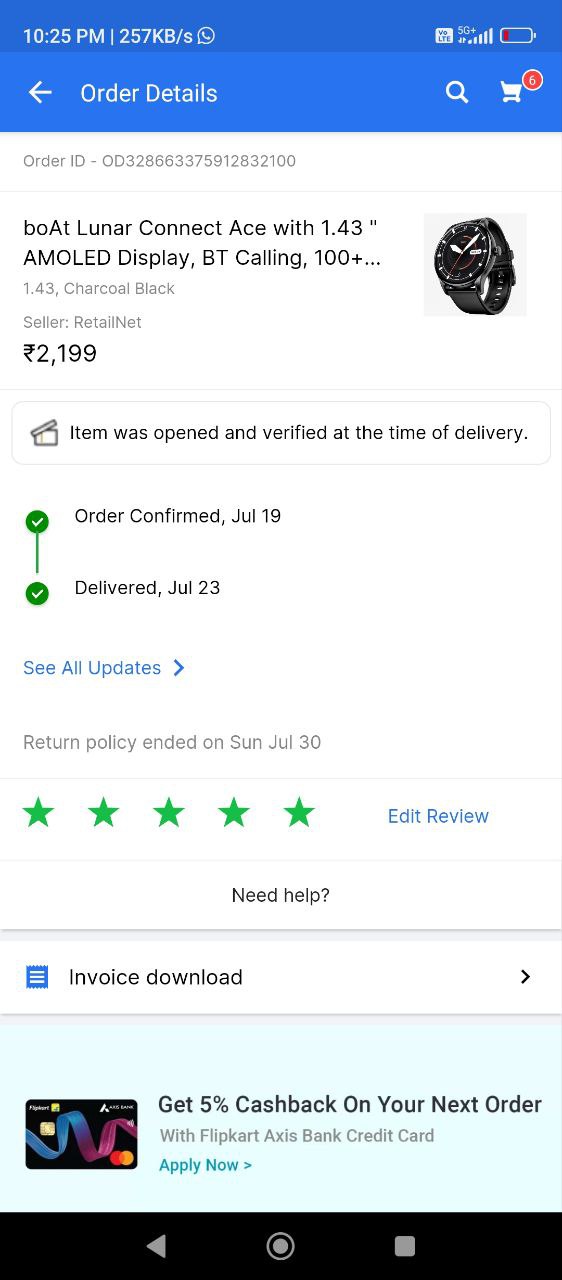 10:25 PM | 257KB/s
Vo LTE 5G+
Order Details
6
Order ID - OD328663375912832100
boAt Lunar Connect Ace with 1.43 "
AMOLED Display, BT Calling, 100+...
1.43, Charcoal Black
Seller: RetailNet
₹2,199
Item was opened and verified at the time of delivery.
Order Confirmed, Jul 19
Delivered, Jul 23
See All Updates
Return policy ended on Sun Jul 30
Edit Review
Need help?
Invoice download
Flipkart
AXIS BANK
Get 5% Cashback On Your Next Order
With Flipkart Axis Bank Credit Card
Apply Now >